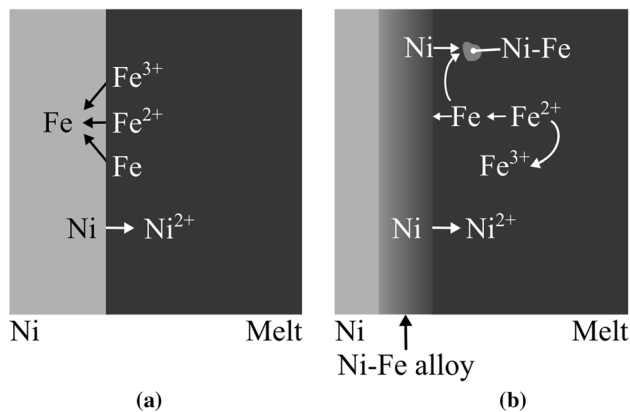 Fe³⁺
Fe Fe²⁺
Fe
Ni Ni²⁺
Ni Melt
(a)
Ni Ni-Fe
Fe Fe²⁺
Fe³⁺
Ni Ni²⁺
Ni Melt
Ni-Fe alloy
(b)